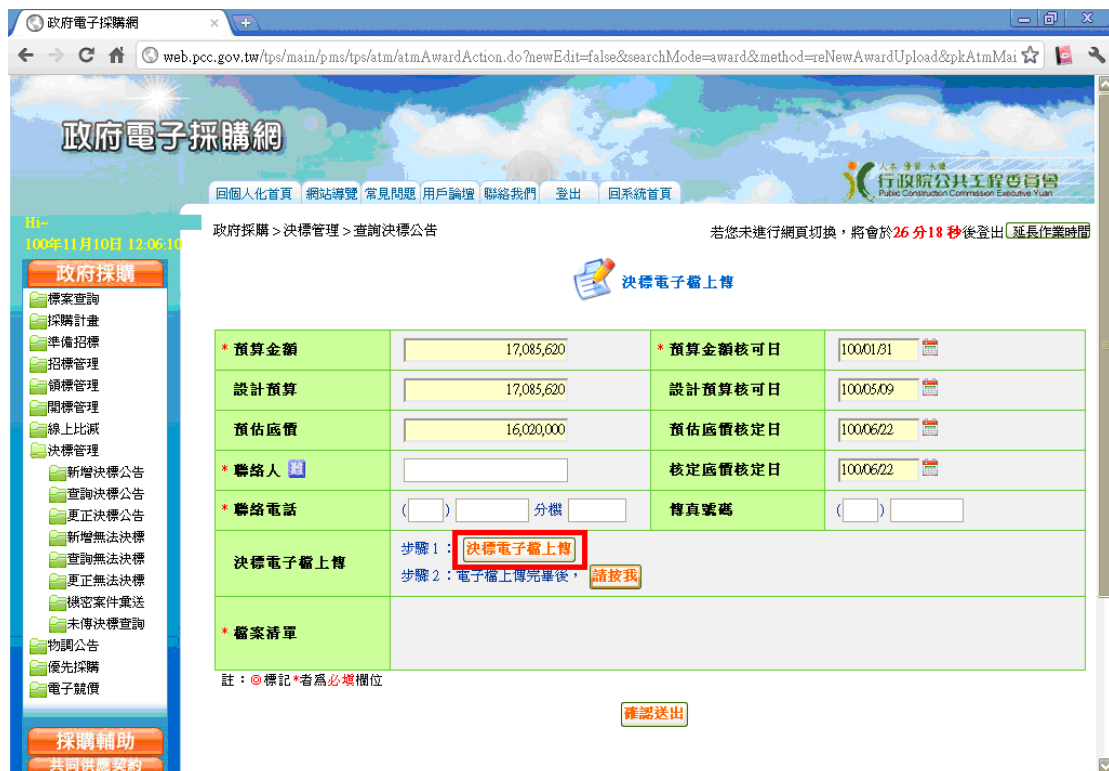 政府電子採購網
web.pcc.gov.tw/tps/main/pms/tps/atm/atmAwardAction.do?newEdit=false&searchMode=award&method=reNewAwardUpload&pkAtmMai
政府電子採購網
人本 優質 永續
行政院公共工程委員會
Public Construction Commission Executive Yuan
回個人化首頁 網站導覽 常見問題 用戶論壇 聯絡我們 登出 回系統首頁
Hi~
100年11月10日 12:06:10
政府採購 > 決標管理 > 查詢決標公告
若您未進行網頁切換,將會於26 分18 秒後登出 延長作業時間
決標電子檔上傳
政府採購
標案查詢
採購計畫
準備招標
招標管理
領標管理
開標管理
線上比減
決標管理
新增決標公告
查詢決標公告
更正決標公告
新增無法決標
查詢無法決標
更正無法決標
機密案件彙送
未傳決標查詢
物調公告
優先採購
電子競價
採購輔助
共同供應契約
* 預算金額 17,085,620 * 預算金額核可日 100/01/31
設計預算 17,085,620 設計預算核可日 100/05/09
預估底價 16,020,000 預估底價核定日 100/06/22
* 聯絡人 核定底價核定日 100/06/22
* 聯絡電話 ( ) 分機 傳真號碼 ( )
決標電子檔上傳 步驟1: 決標電子檔上傳
步驟2:電子檔上傳完畢後, 請按我
* 檔案清單
註:◎標記*者為必填欄位
確認送出